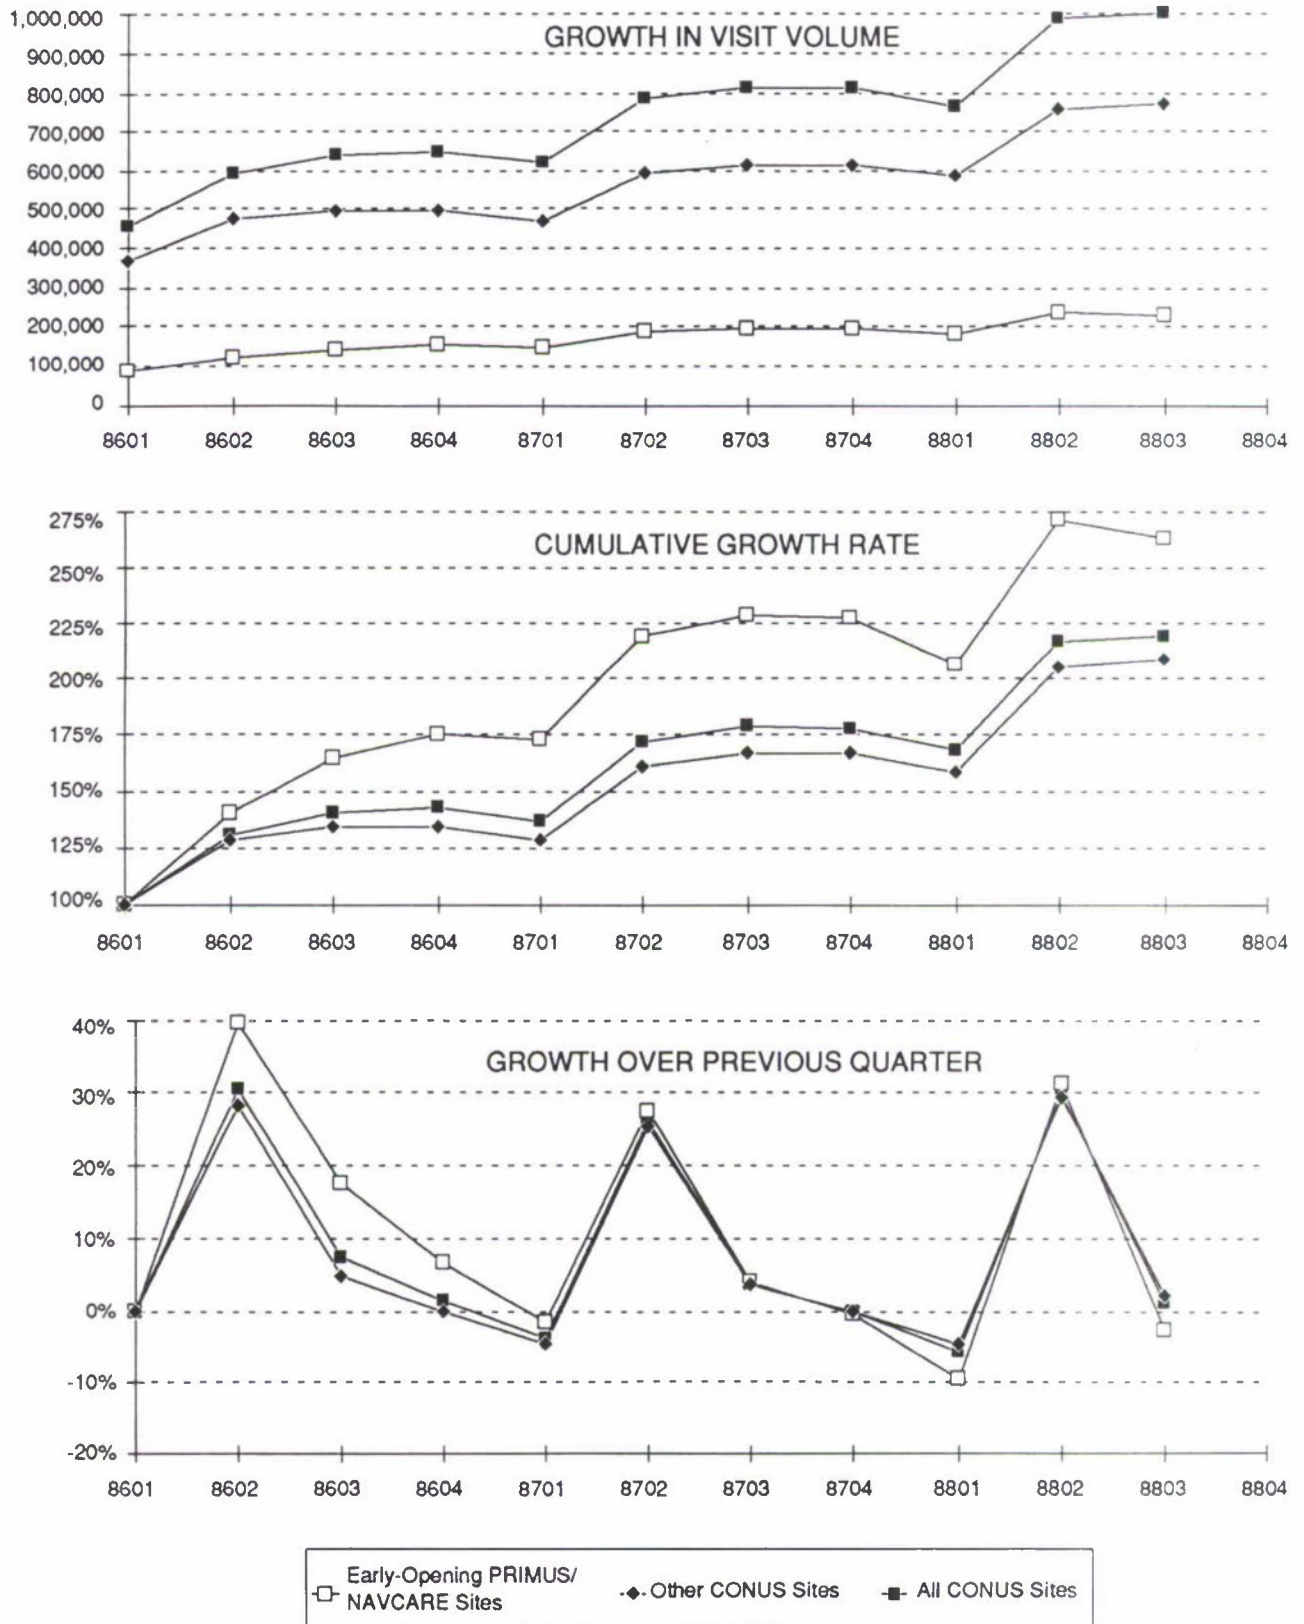 GROWTH IN VISIT VOLUME
1,000,000
900,000
800,000
700,000
600,000
500,000
400,000
300,000
200,000
100,000
0
8601 8602 8603 8604 8701 8702 8703 8704 8801 8802 8803 8804
CUMULATIVE GROWTH RATE
275%
250%
225%
200%
175%
150%
125%
100%
8601 8602 8603 8604 8701 8702 8703 8704 8801 8802 8803 8804
GROWTH OVER PREVIOUS QUARTER
40%
30%
20%
10%
0%
-10%
-20%
8601 8602 8603 8604 8701 8702 8703 8704 8801 8802 8803 8804
Early-Opening PRIMUS/
NAVCARE Sites
Other CONUS Sites
All CONUS Sites